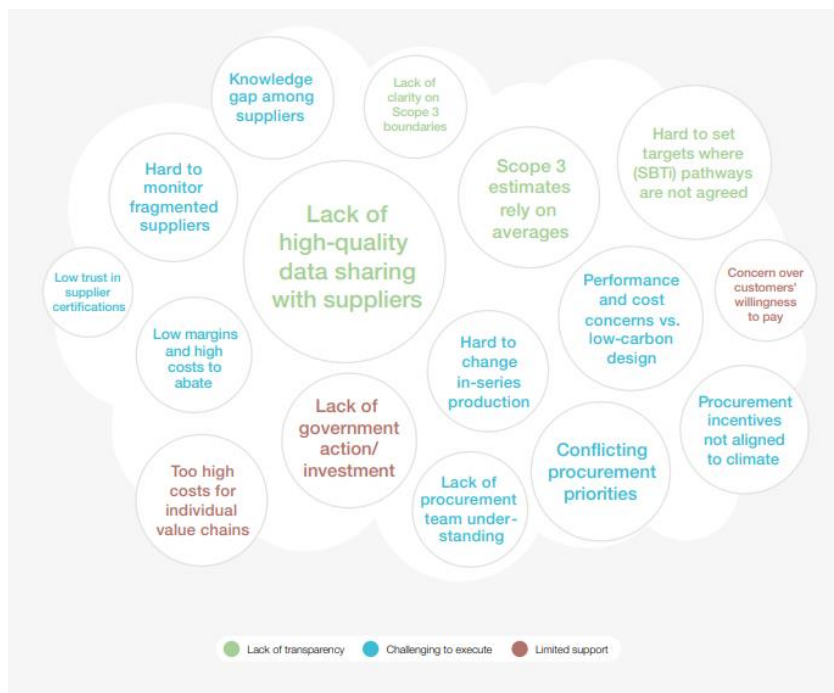 Knowledge
gap among
suppliers
Lack of
clarity on
Scope 3
boundaries
Hard to set
targets where
(SBTi) pathways
are not agreed
Scope 3
estimates
rely on
averages
Hard to
monitor
fragmented
suppliers
Lack of
high-quality
data sharing
with suppliers
Low trust in
supplier
certifications
Performance
and cost
concerns vs.
low-carbon
design
Concern over
customers'
willingness
to pay
Low margins
and high
costs to
abate
Hard to
change
in-series
production
Lack of
government
action/
investment
Procurement
incentives
not aligned
to climate
Too high
costs for
individual
value chains
Lack of
procurement
team under-
standing
Conflicting
procurement
priorities
Lack of transparency
Challenging to execute
Limited support